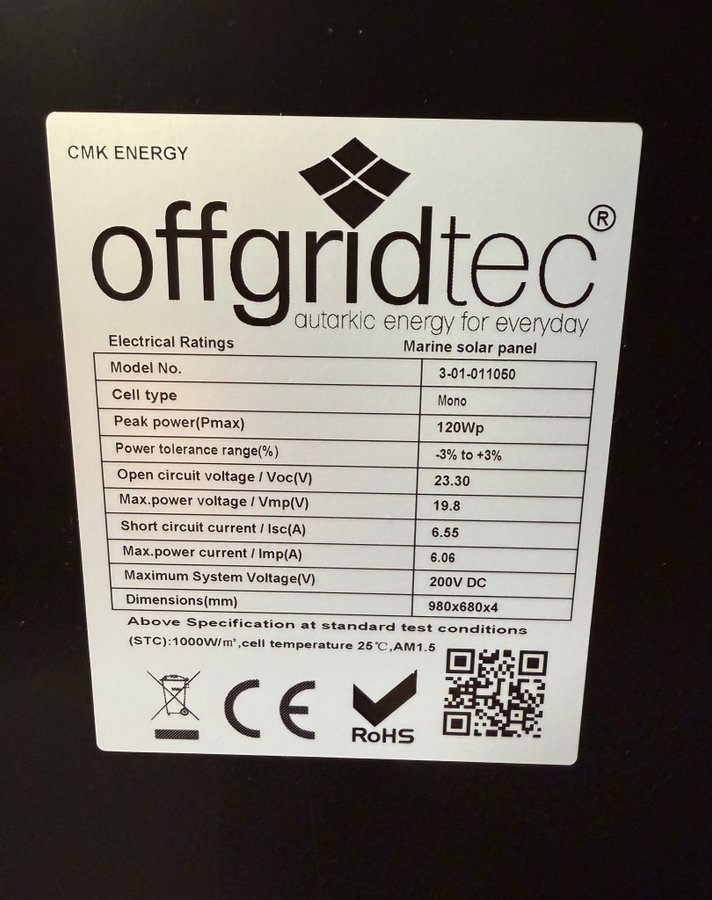 CMK ENERGY
offgridtec®
autarkic energy for everyday
Electrical Ratings Marine solar panel
Model No. 3-01-011050
Cell type Mono
Peak power(Pmax) 120Wp
Power tolerance range(%) -3% to +3%
Open circuit voltage / Voc(V) 23.30
Max.power voltage / Vmp(V) 19.8
Short circuit current / Isc(A) 6.55
Max.power current / Imp(A) 6.06
Maximum System Voltage(V) 200V DC
Dimensions(mm) 980x680x4
Above Specification at standard test conditions
(STC):1000W/m²,cell temperature 25℃,AM1.5
CE
RoHS